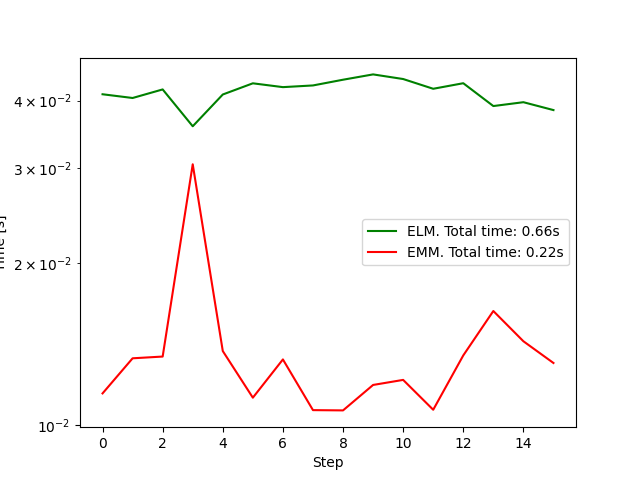 4 × 10⁻²
3 × 10⁻²
2 × 10⁻²
10⁻²
ELM. Total time: 0.66s
EMM. Total time: 0.22s
0 2 4 6 8 10 12 14
Step